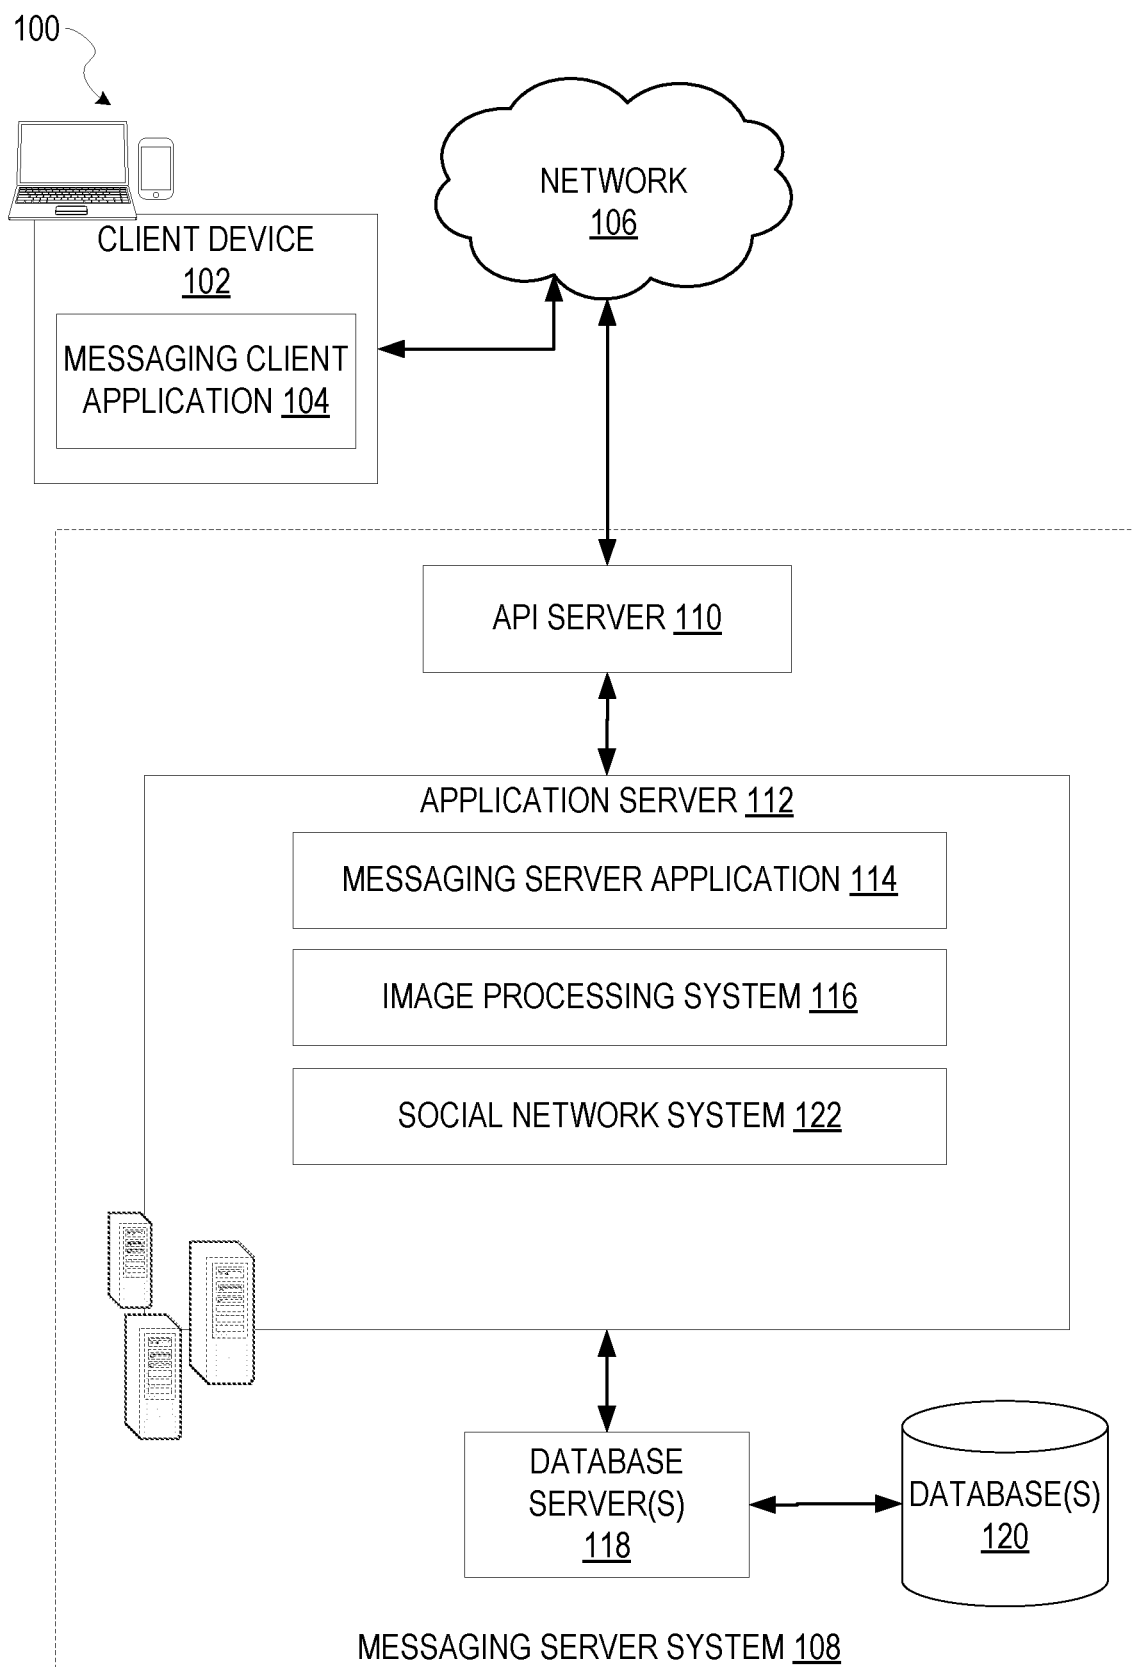 100
NETWORK
106
CLIENT DEVICE
102
MESSAGING CLIENT
APPLICATION 104
API SERVER 110
APPLICATION SERVER 112
MESSAGING SERVER APPLICATION 114
IMAGE PROCESSING SYSTEM 116
SOCIAL NETWORK SYSTEM 122
DATABASE
SERVER(S)
118
DATABASE(S)
120
MESSAGING SERVER SYSTEM 108